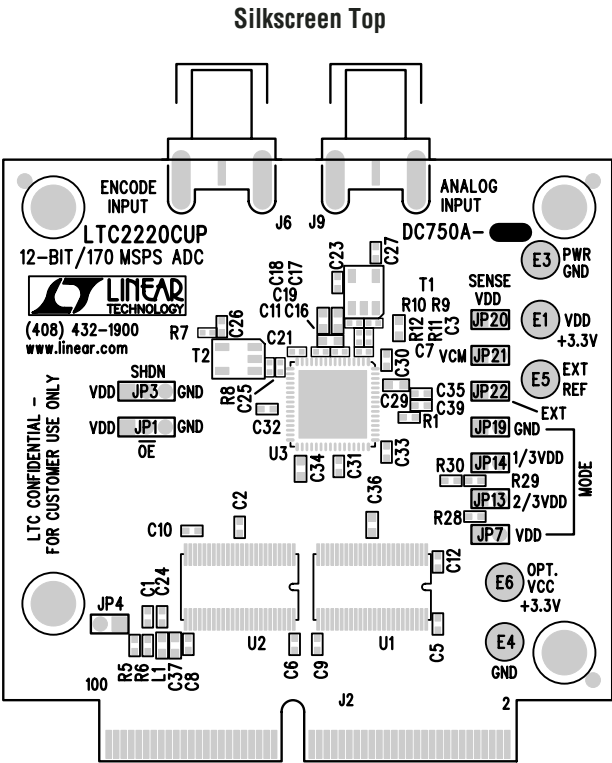 Silkscreen Top
ENCODE
INPUT
J6
J9
ANALOG
INPUT
LTC2220CUP
12-BIT/170 MSPS ADC
DC750A-
LINEAR
TECHNOLOGY
(408) 432-1900
www.linear.com
E3
PWR
GND
E1
VDD
+3.3V
E5
EXT
REF
SENSE
VDD
JP20
VCM
JP21
JP22
EXT
JP19
GND
JP14
1/3VDD
JP13
2/3VDD
JP7
VDD
MODE
C27
C23
C18
C17
C19
C11
C16
T1
R10
R9
R12
R11
C3
C7
R7
C26
T2
C21
R8
C25
C30
C29
C35
C39
R1
C32
U3
C34
C31
C33
SHDN
VDD
JP3
GND
VDD
JP1
GND
OE
LTC CONFIDENTIAL -
FOR CUSTOMER USE ONLY
R30
R29
R28
C10
C2
C36
C12
E6
OPT.
VCC
+3.3V
E4
GND
JP4
C1
C24
U2
U1
C5
R5
R6
L1
C37
C8
C6
C9
100
J2
2